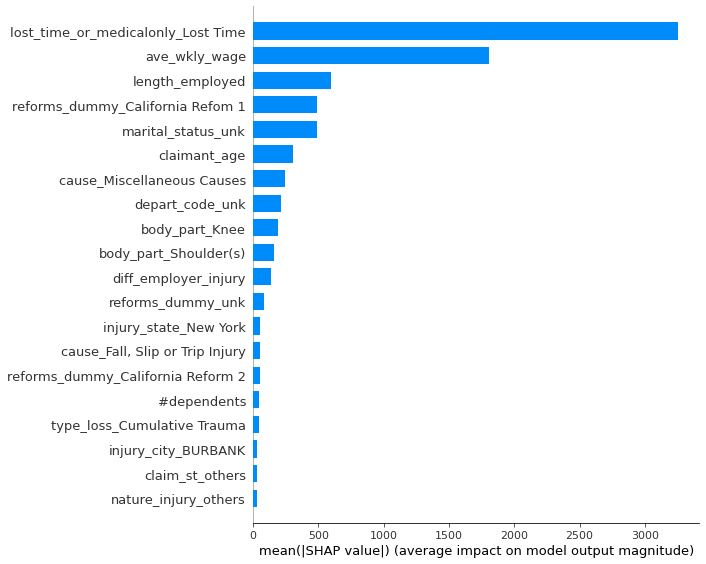 lost_time_or_medicalonly_Lost Time
ave_wkly_wage
length_employed
reforms_dummy_California Refom 1
marital_status_unk
claimant_age
cause_Miscellaneous Causes
depart_code_unk
body_part_Knee
body_part_Shoulder(s)
diff_employer_injury
reforms_dummy_unk
injury_state_New York
cause_Fall, Slip or Trip Injury
reforms_dummy_California Reform 2
#dependents
type_loss_Cumulative Trauma
injury_city_BURBANK
claim_st_others
nature_injury_others
0 500 1000 1500 2000 2500 3000
mean(|SHAP value|) (average impact on model output magnitude)